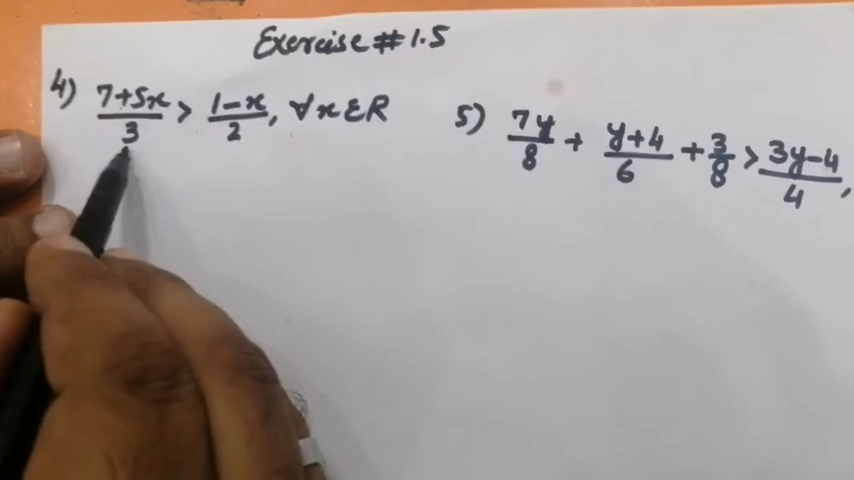 Exercise # 1.5
4) (7+5x)/3 > (1-x)/2, ∀ x ε R
5) 7y/8 + (y+4)/6 + 3/8 > (3y-4)/4,